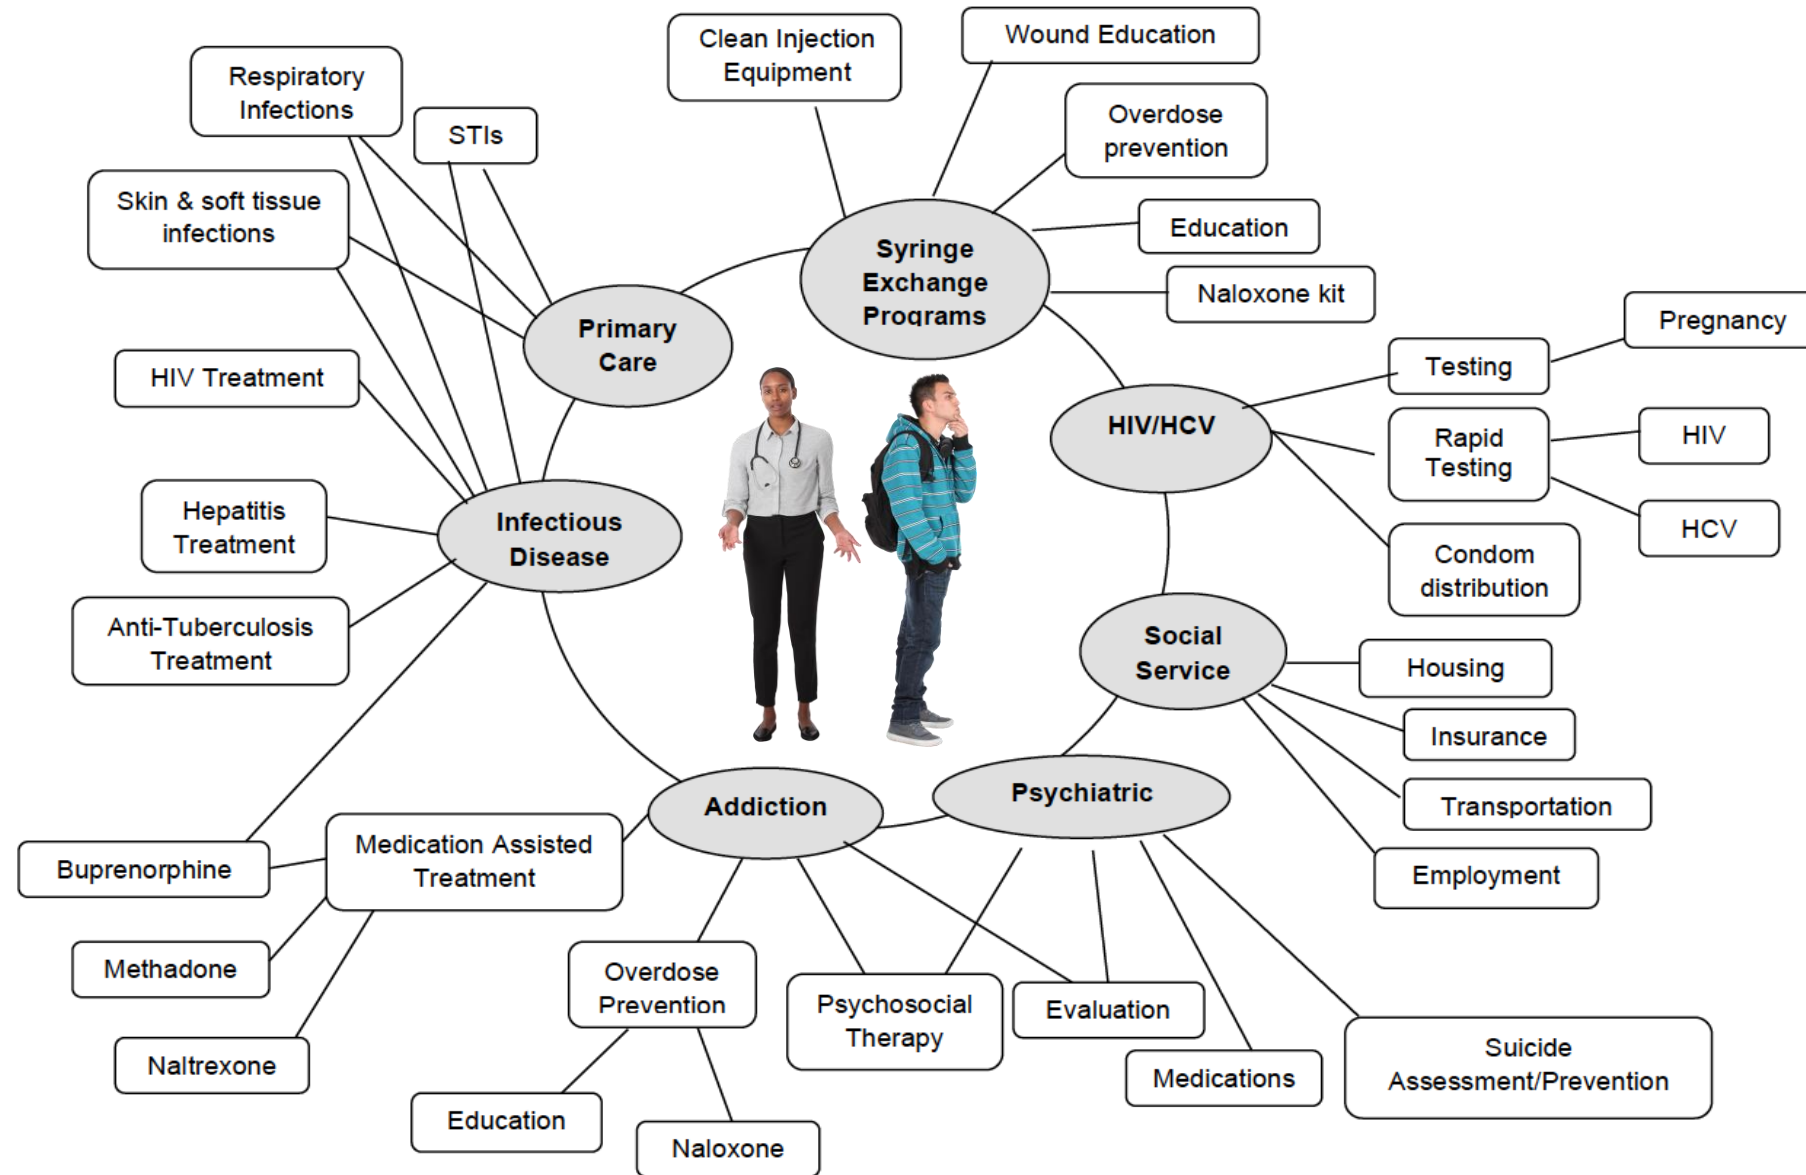 Clean Injection
Equipment
Wound Education
Respiratory
Infections
STIs
Overdose
prevention
Skin & soft tissue
infections
Education
Syringe
Exchange
Programs
Naloxone kit
Primary
Care
Pregnancy
Testing
HIV Treatment
HIV/HCV
Rapid
Testing
HIV
HCV
Hepatitis
Treatment
Infectious
Disease
Condom
distribution
Anti-Tuberculosis
Treatment
Social
Service
Housing
Insurance
Transportation
Employment
Psychiatric
Addiction
Medication Assisted
Treatment
Buprenorphine
Methadone
Naltrexone
Overdose
Prevention
Psychosocial
Therapy
Evaluation
Medications
Suicide
Assessment/Prevention
Education
Naloxone